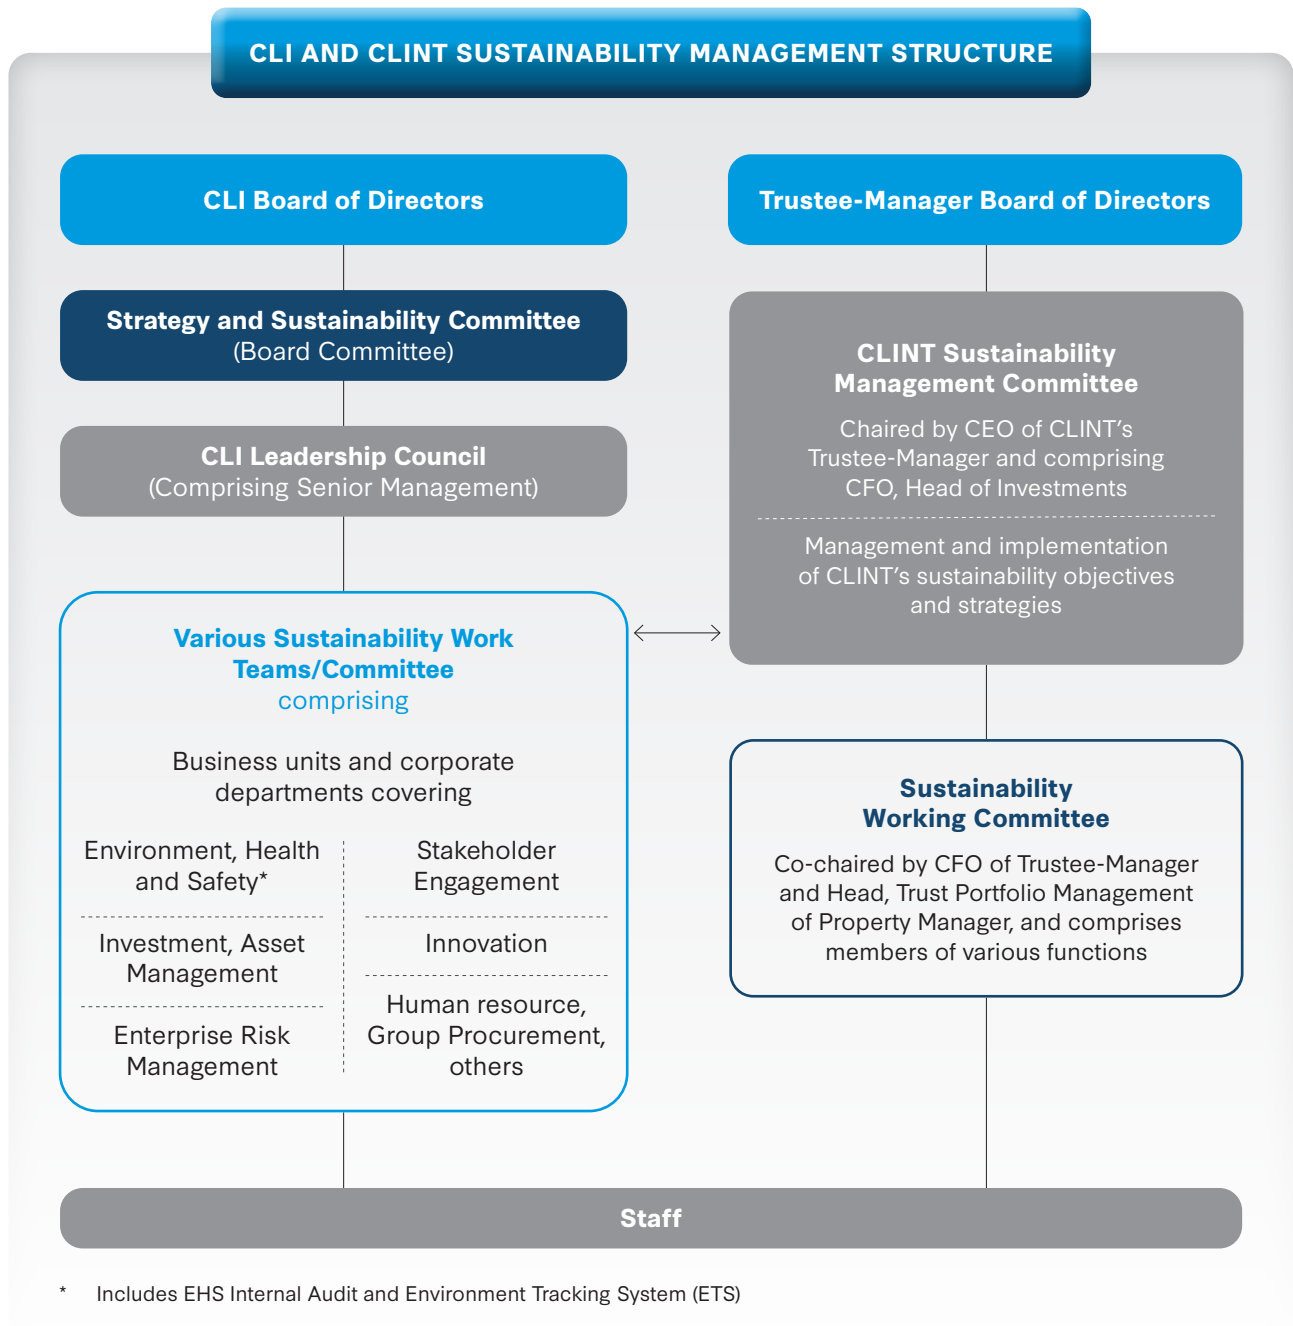 CLI AND CLINT SUSTAINABILITY MANAGEMENT STRUCTURE
CLI Board of Directors
Strategy and Sustainability Committee
(Board Committee)
CLI Leadership Council
(Comprising Senior Management)
Various Sustainability Work
Teams/Committee
comprising
Business units and corporate
departments covering
Environment, Health
and Safety*
Investment, Asset
Management
Enterprise Risk
Management
Stakeholder
Engagement
Innovation
Human resource,
Group Procurement,
others
Trustee-Manager Board of Directors
CLINT Sustainability
Management Committee
Chaired by CEO of CLINT’s
Trustee-Manager and comprising
CFO, Head of Investments
Management and implementation
of CLINT’s sustainability objectives
and strategies
Sustainability
Working Committee
Co-chaired by CFO of Trustee-Manager
and Head, Trust Portfolio Management
of Property Manager, and comprises
members of various functions
Staff
* Includes EHS Internal Audit and Environment Tracking System (ETS)